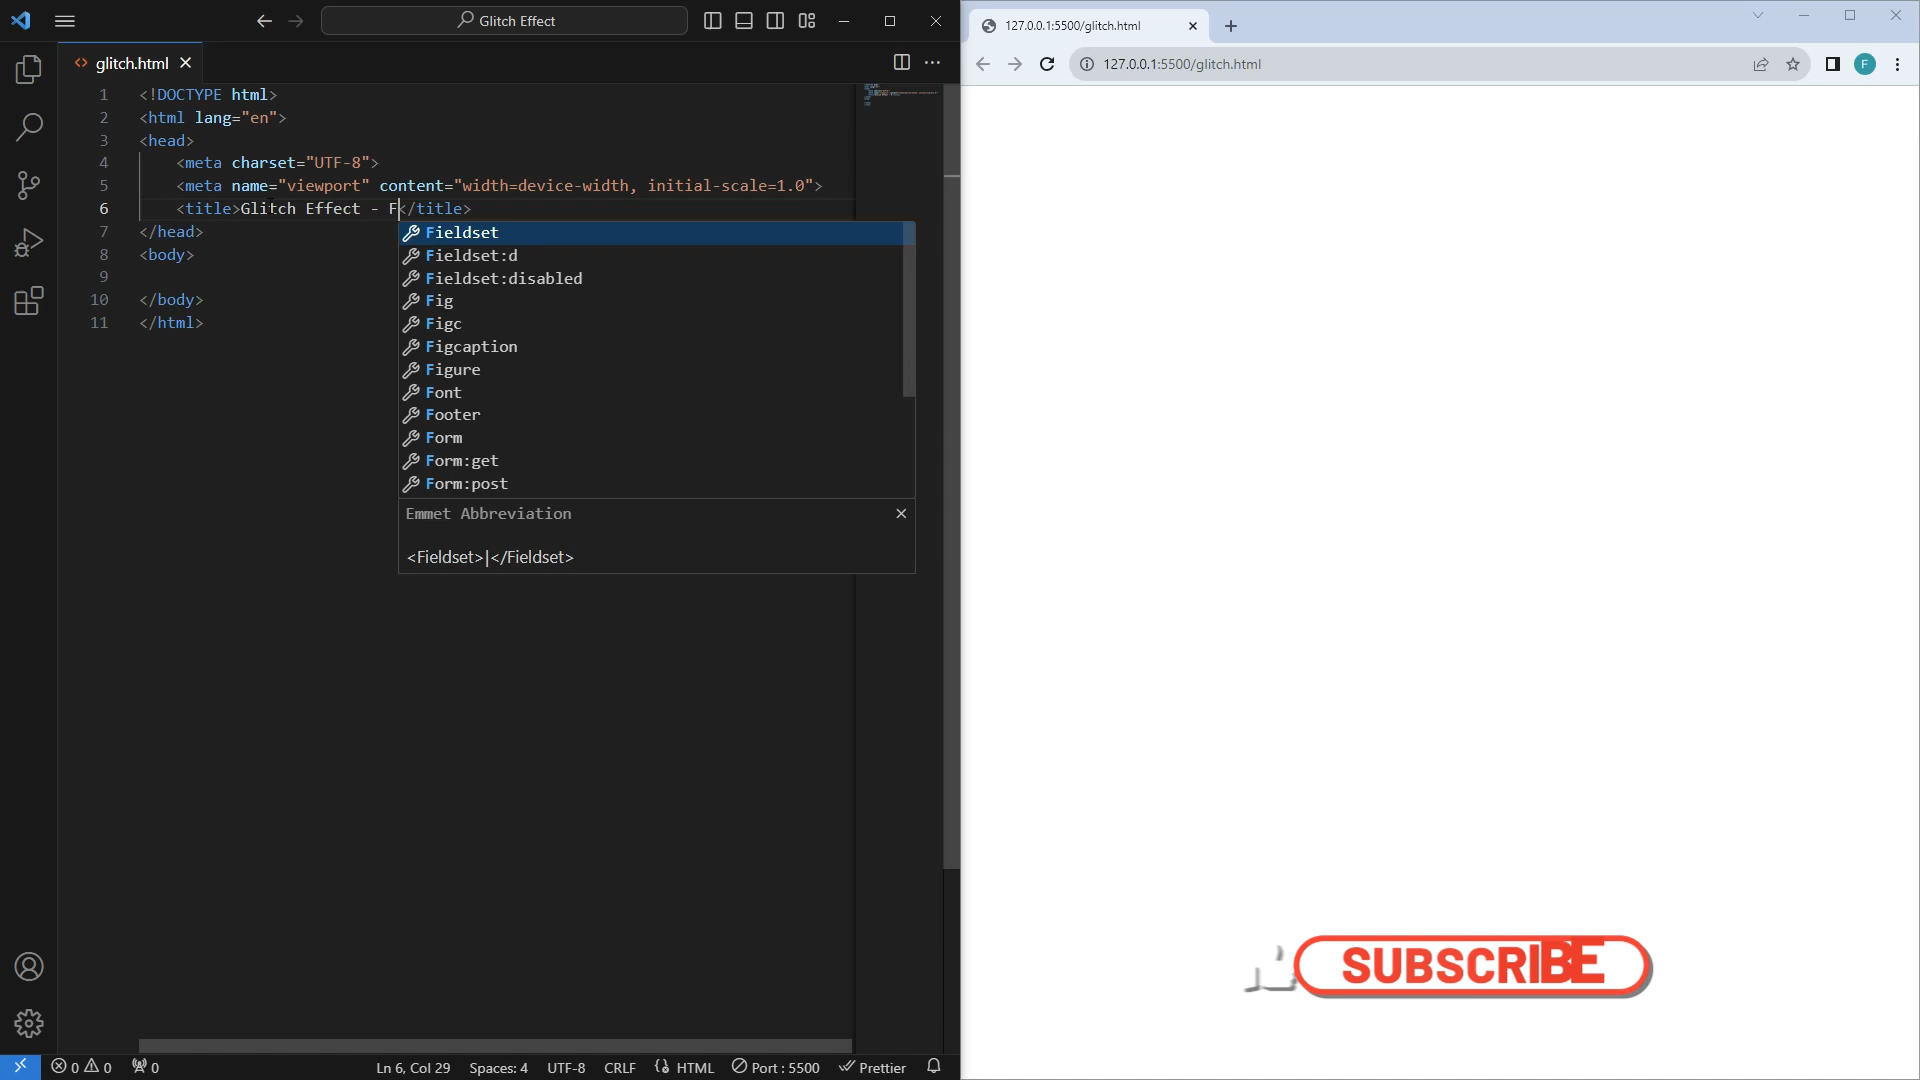 Glitch Effect
glitch.html
1 <!DOCTYPE html>
2 <html lang="en">
3 <head>
4 <meta charset="UTF-8">
5 <meta name="viewport" content="width=device-width, initial-scale=1.0">
6 <title>Glitch Effect - F</title>
7 </head>
8 <body>
9
10 </body>
11 </html>
Fieldset
Fieldset:d
Fieldset:disabled
Fig
Figc
Figcaption
Figure
Font
Footer
Form
Form:get
Form:post
Emmet Abbreviation
<Fieldset>|</Fieldset>
0 0 0 Ln 6, Col 29 Spaces: 4 UTF-8 CRLF HTML Port : 5500 Prettier
127.0.0.1:5500/glitch.html
127.0.0.1:5500/glitch.html
F
SUBSCRIBE